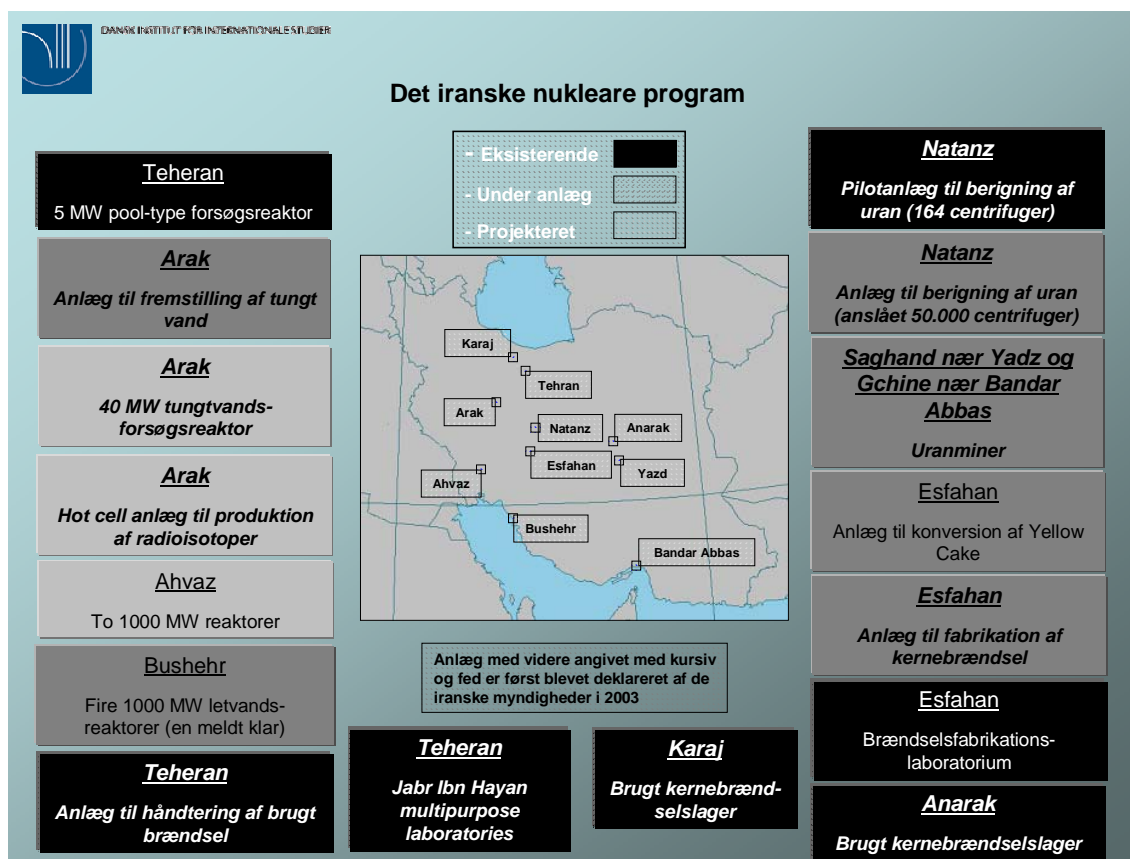 DANSK INSTITUT FOR INTERNATIONALE STUDIER
Det iranske nukleare program
- Eksisterende
- Under anlæg
- Projekteret
Teheran
5 MW pool-type forsøgsreaktor
Arak
Anlæg til fremstilling af tungt
vand
Arak
40 MW tungtvands-
forsøgsreaktor
Arak
Hot cell anlæg til produktion
af radioisotoper
Ahvaz
To 1000 MW reaktorer
Bushehr
Fire 1000 MW letvands-
reaktorer (en meldt klar)
Teheran
Anlæg til håndtering af brugt
brændsel
Karaj
Tehran
Arak
Natanz
Anarak
Esfahan
Yazd
Ahvaz
Bushehr
Bandar Abbas
Anlæg med videre angivet med kursiv
og fed er først blevet deklareret af de
iranske myndigheder i 2003
Teheran
Jabr Ibn Hayan
multipurpose
laboratories
Karaj
Brugt kernebrænd-
selslager
Natanz
Pilotanlæg til berigning af
uran (164 centrifuger)
Natanz
Anlæg til berigning af uran
(anslået 50.000 centrifuger)
Saghand nær Yadz og
Gchine nær Bandar
Abbas
Uranminer
Esfahan
Anlæg til konversion af Yellow
Cake
Esfahan
Anlæg til fabrikation af
kernebrændsel
Esfahan
Brændselsfabrikations-
laboratorium
Anarak
Brugt kernebrændselslager